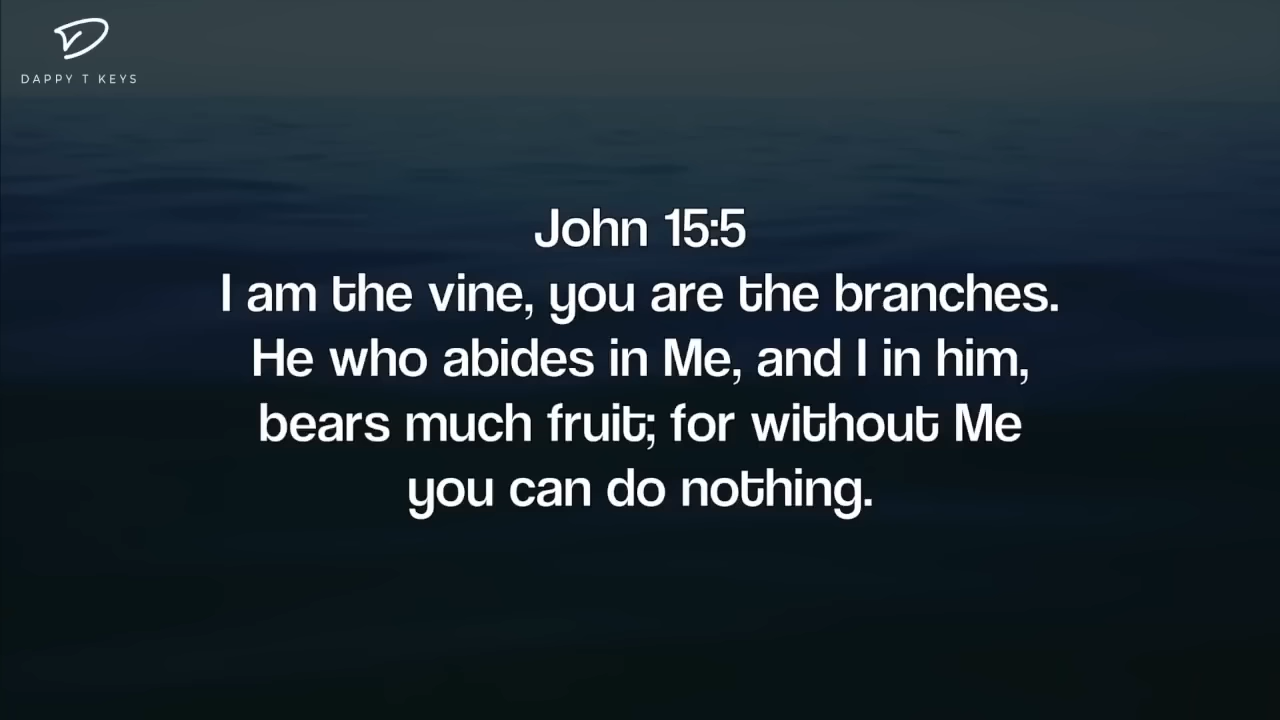 DAPPY T KEYS
John 15:5
I am the vine, you are the branches.
He who abides in Me, and I in him,
bears much fruit; for without Me
you can do nothing.